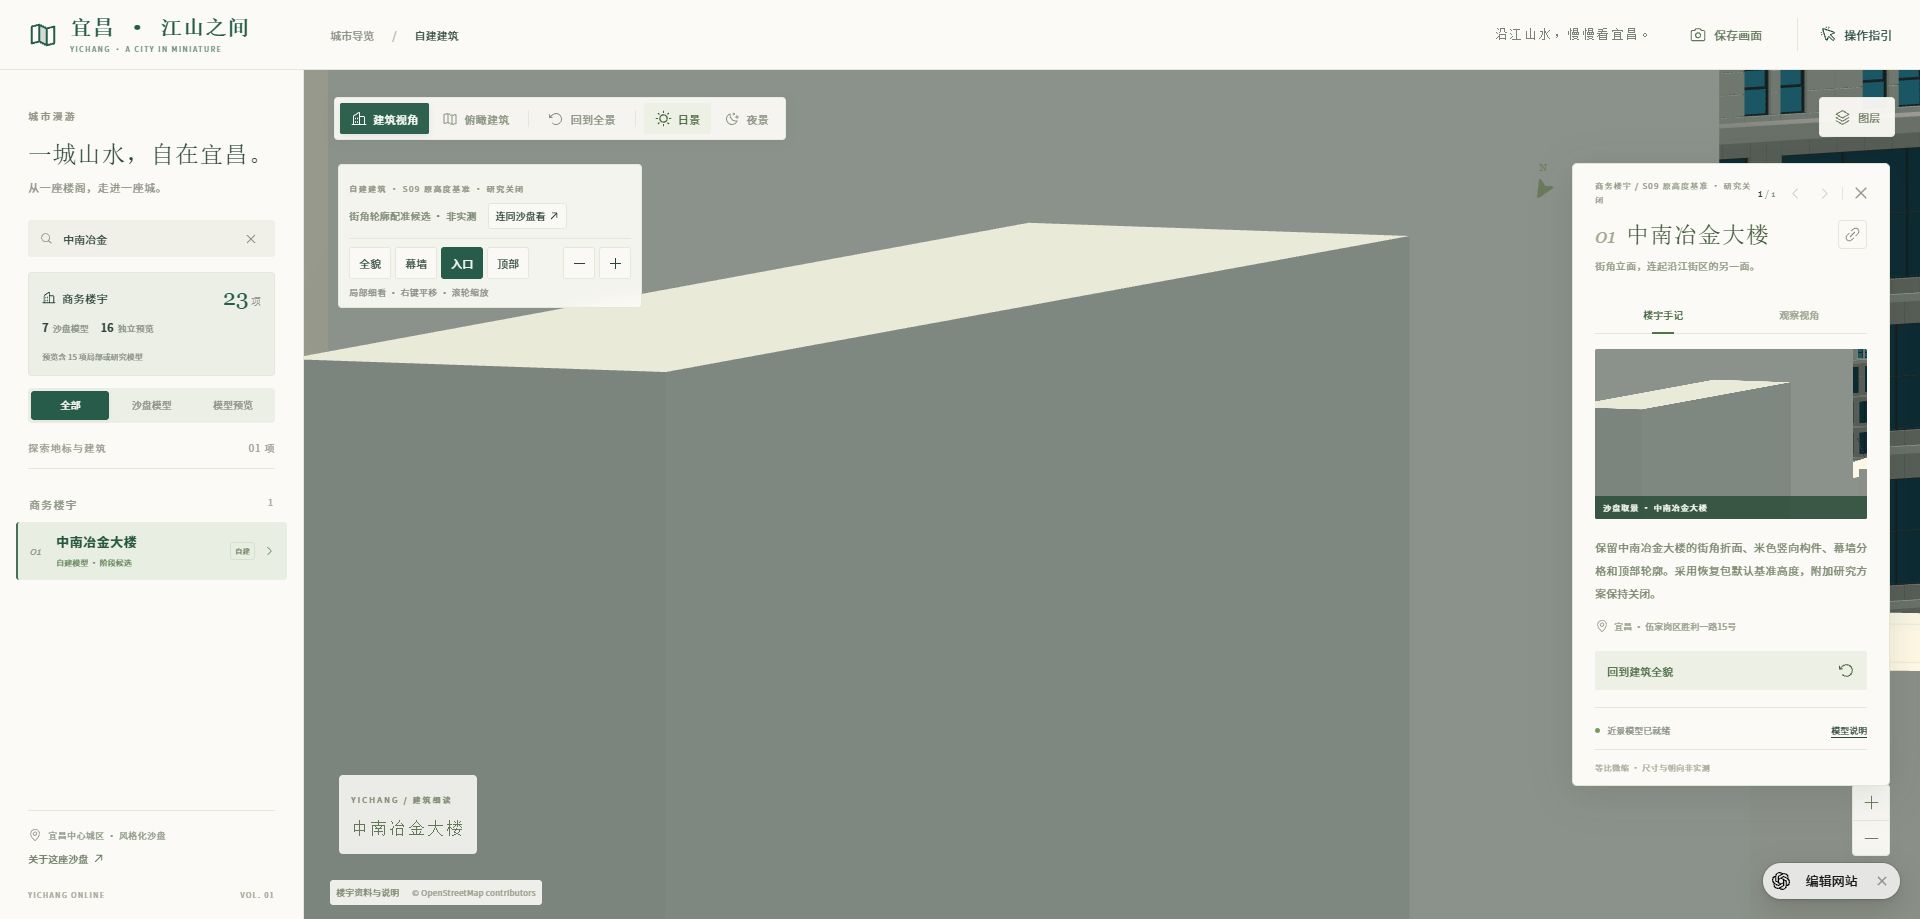 宜昌 · 江山之间
YICHANG · A CITY IN MINIATURE
城市导览 / 自建建筑
沿江山水，慢慢看宜昌。
保存画面
操作指引
城市漫游
一城山水，自在宜昌。
从一座楼阁，走进一座城。
中南冶金
商务楼宇
23 项
7 沙盘模型 16 独立预览
预览含 15 项局部或研究模型
全部 沙盘模型 模型预览
探索地标与建筑 01 项
商务楼宇 1
01 中南冶金大楼 自建
自建模型 · 阶段候选
宜昌中心城区 · 风格化沙盘
关于这座沙盘
YICHANG ONLINE VOL. 01
建筑视角 俯瞰建筑 回到全景 日景 夜景
自建建筑 · S09 原高度基准 · 研究关闭
街角轮廓配准候选 · 非实测 连同沙盘看
全貌 幕墙 入口 顶部
局部细看 · 右键平移 · 滚轮缩放
N
图层
商务楼宇 / S09 原高度基准 · 研究关闭
1 / 1
01 中南冶金大楼
街角立面，连起沿江街区的另一面。
楼宇手记 观察视角
沙盘取景 · 中南冶金大楼
保留中南冶金大楼的街角折面、米色竖向构件、幕墙分
格和顶部轮廓。采用恢复包默认基准高度，附加研究方
案保持关闭。
宜昌 · 伍家岗区胜利一路15号
回到建筑全貌
近景模型已就绪 模型说明
等比微缩 · 尺寸与朝向非实测
YICHANG / 建筑细读
中南冶金大楼
楼宇资料与说明 © OpenStreetMap contributors
编辑网站